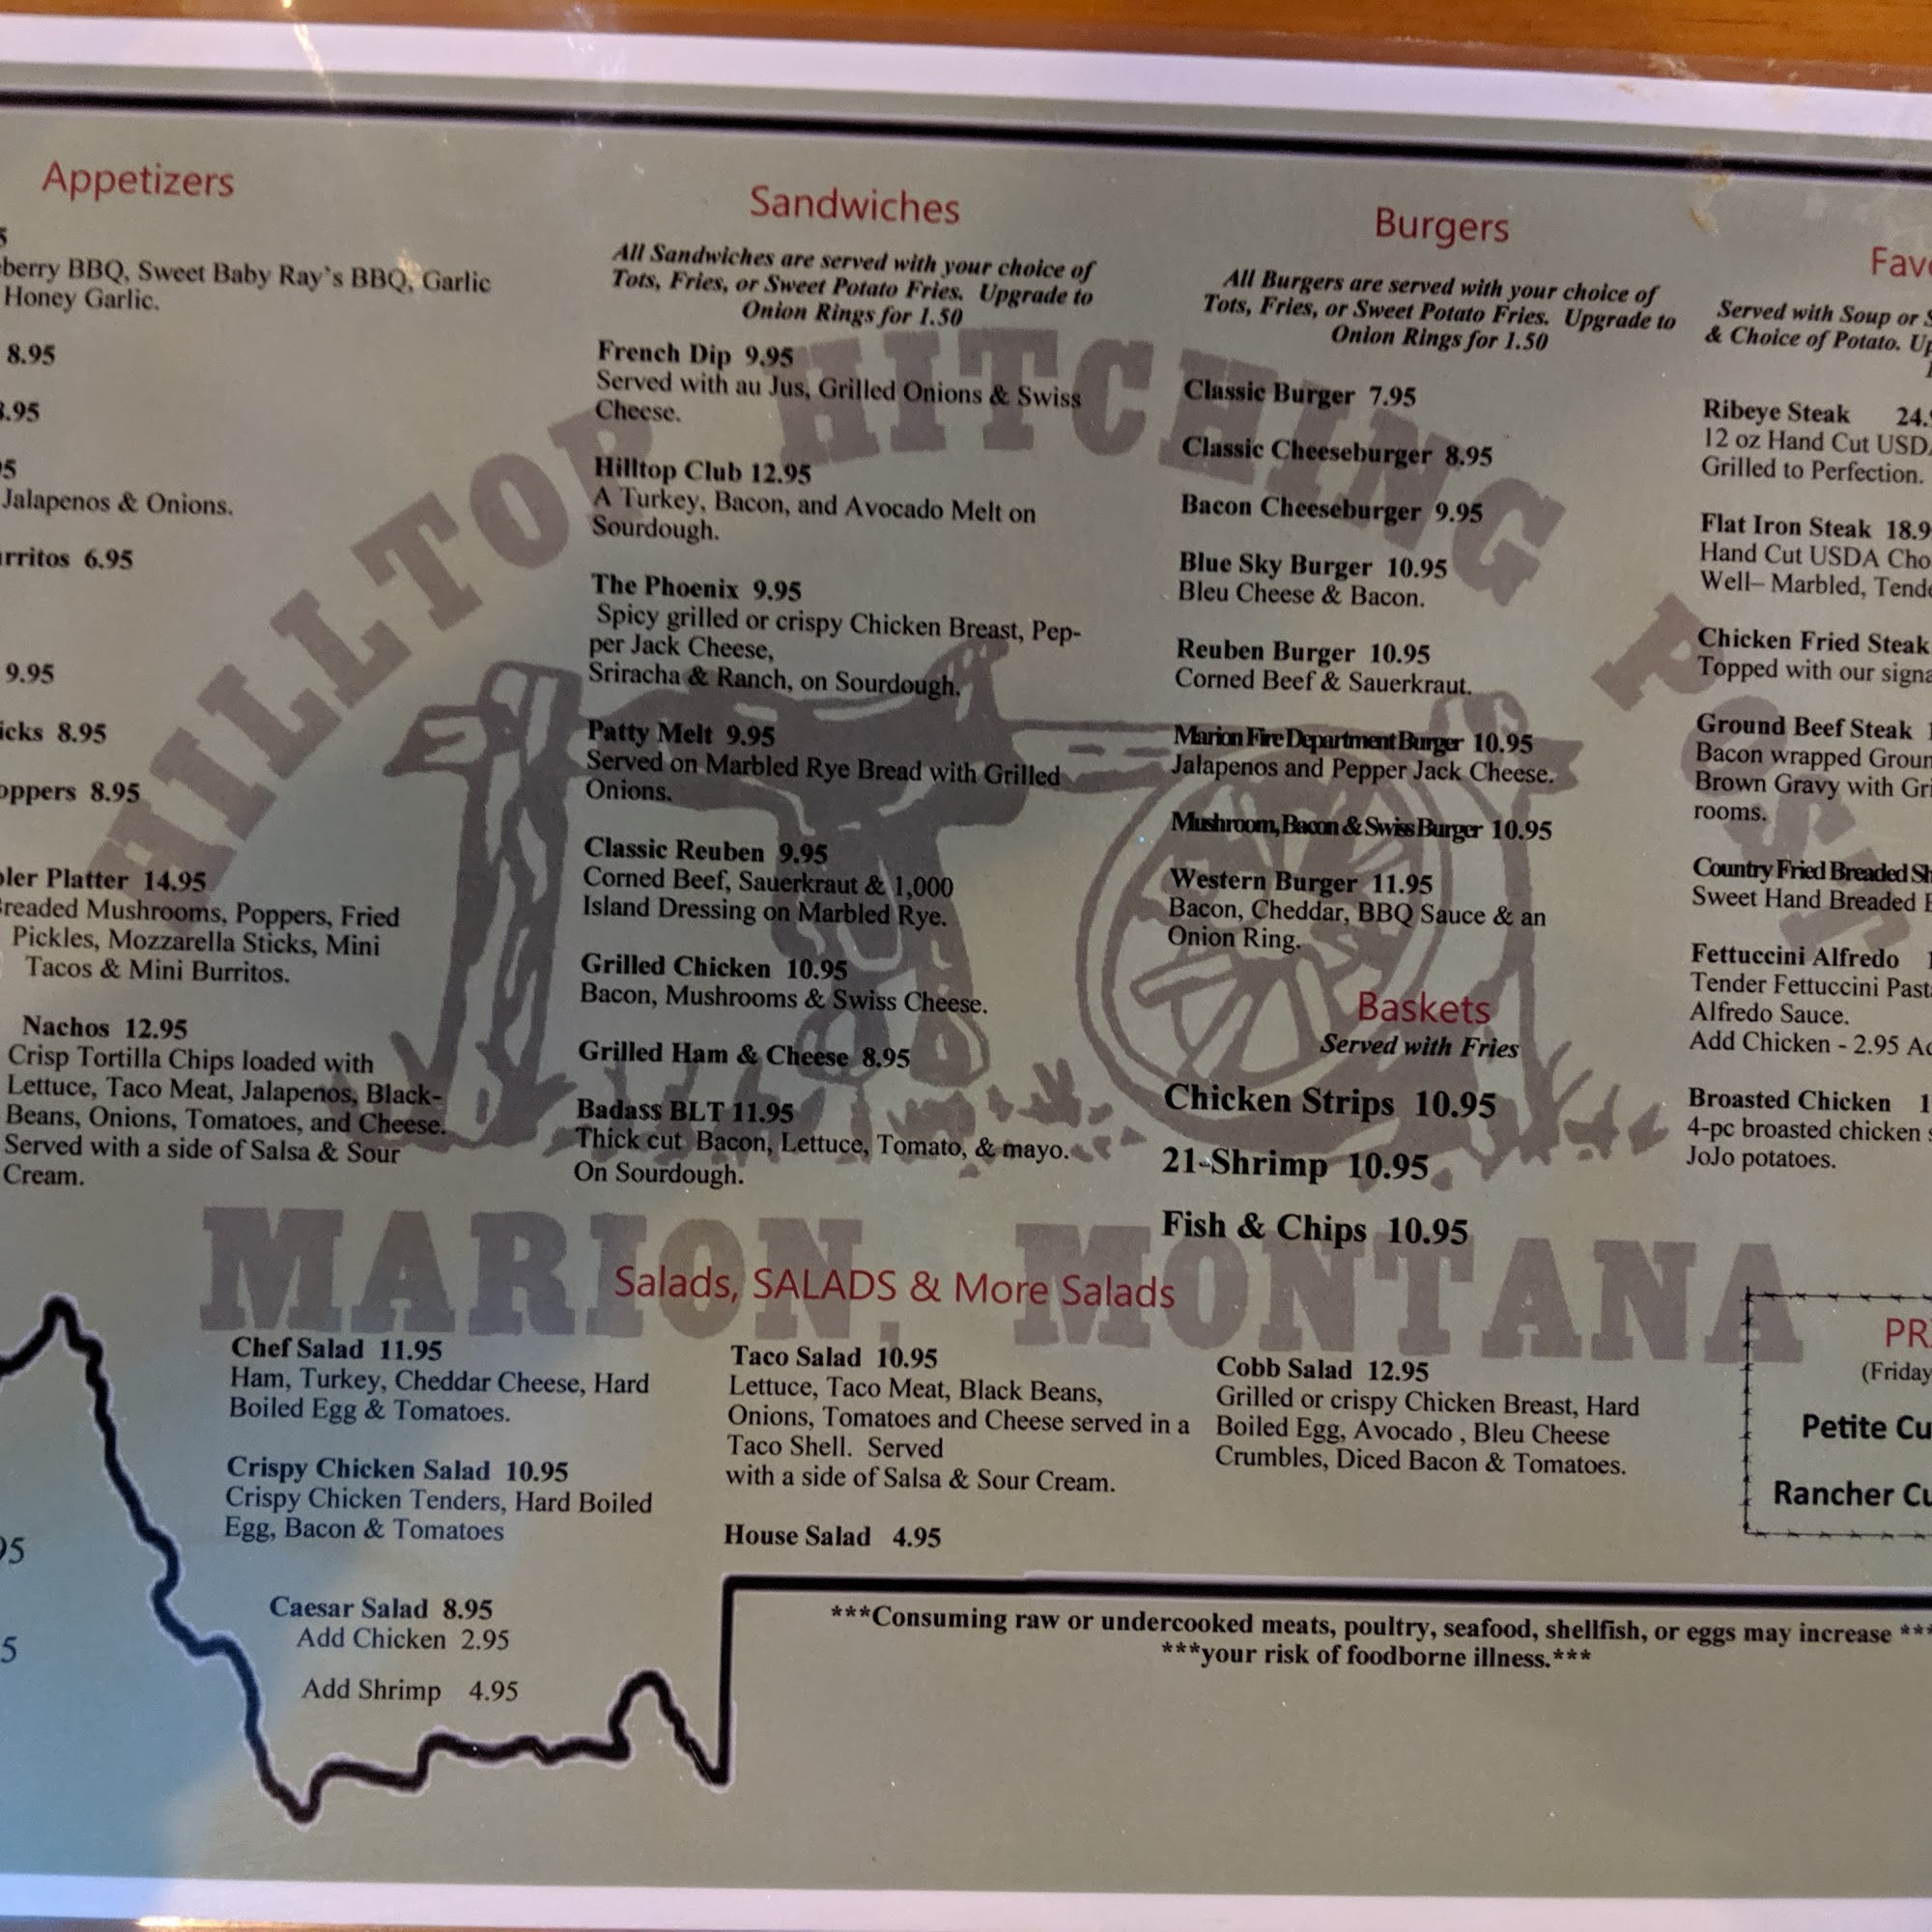 Appetizers
BBQ, Sweet Baby Ray's BBQ, Garlic
Honey Garlic.
8.95
Jalapenos & Onions.
6.95
9.95
8.95
8.95
Platter 14.95
Mushrooms, Poppers, Fried
Pickles, Mozzarella Sticks, Mini
Tacos & Mini Burritos.
Nachos 12.95
Crisp Tortilla Chips loaded with
Lettuce, Taco Meat, Jalapenos, Black-
Beans, Onions, Tomatoes, and Cheese.
Served with a side of Salsa & Sour
Cream.
Sandwiches
All Sandwiches are served with your choice of
Tots, Fries, or Sweet Potato Fries. Upgrade to
Onion Rings for 1.50
French Dip 9.95
Served with au Jus, Grilled Onions & Swiss
Cheese.
Hilltop Club 12.95
A Turkey, Bacon, and Avocado Melt on
Sourdough.
The Phoenix 9.95
Spicy grilled or crispy Chicken Breast, Pep-
per Jack Cheese,
Sriracha & Ranch, on Sourdough.
Patty Melt 9.95
Served on Marbled Rye Bread with Grilled
Onions.
Classic Reuben 9.95
Corned Beef, Sauerkraut & 1,000
Island Dressing on Marbled Rye.
Grilled Chicken 10.95
Bacon, Mushrooms & Swiss Cheese.
Grilled Ham & Cheese 8.95
Badass BLT 11.95
Thick cut Bacon, Lettuce, Tomato, & mayo.
On Sourdough.
Burgers
All Burgers are served with your choice of
Tots, Fries, or Sweet Potato Fries. Upgrade to
Onion Rings for 1.50
Classic Burger 7.95
Classic Cheeseburger 8.95
Bacon Cheeseburger 9.95
Blue Sky Burger 10.95
Bleu Cheese & Bacon.
Reuben Burger 10.95
Corned Beef & Sauerkraut.
Marion Fire Department Burger 10.95
Jalapenos and Pepper Jack Cheese.
Mushroom, Bacon & Swiss Burger 10.95
Western Burger 11.95
Bacon, Cheddar, BBQ Sauce & an
Onion Ring.
Baskets
Served with Fries
Chicken Strips 10.95
21-Shrimp 10.95
Fish & Chips 10.95
Served with Soup or
& Choice of Potato.
Ribeye Steak
12 oz Hand Cut
Grilled to Perfection.
Flat Iron Steak
Hand Cut USDA
Well– Marbled,
Chicken Fried Steak
Topped with our
Ground Beef Steak
Bacon wrapped
Brown Gravy with
rooms.
Country Fried Breaded
Sweet Hand Breaded
Fettuccini Alfredo
Tender Fettuccini
Alfredo Sauce.
Add Chicken - 2.95
Broasted Chicken
4-pc broasted chicken
JoJo potatoes.
HILLTOP HITCHING POST
MARION, MONTANA
Salads, SALADS & More Salads
Chef Salad 11.95
Ham, Turkey, Cheddar Cheese, Hard
Boiled Egg & Tomatoes.
Crispy Chicken Salad 10.95
Crispy Chicken Tenders, Hard Boiled
Egg, Bacon & Tomatoes
Caesar Salad 8.95
Add Chicken 2.95
Add Shrimp 4.95
Taco Salad 10.95
Lettuce, Taco Meat, Black Beans,
Onions, Tomatoes and Cheese served in a
Taco Shell. Served
with a side of Salsa & Sour Cream.
House Salad 4.95
Cobb Salad 12.95
Grilled or crispy Chicken Breast, Hard
Boiled Egg, Avocado , Bleu Cheese
Crumbles, Diced Bacon & Tomatoes.
(Friday
Petite
Rancher
***Consuming raw or undercooked meats, poultry, seafood, shellfish, or eggs may increase ***
***your risk of foodborne illness.***